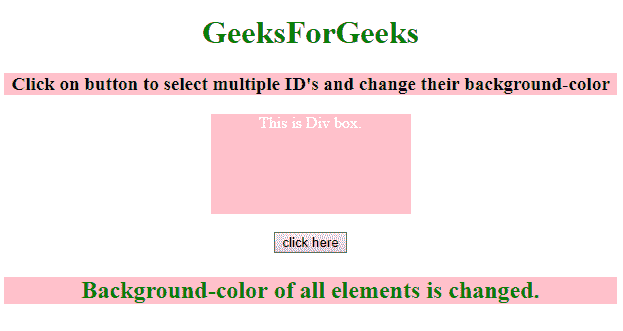 GeeksForGeeks
Click on button to select multiple ID's and change their background-color
This is Div box.
click here
Background-color of all elements is changed.